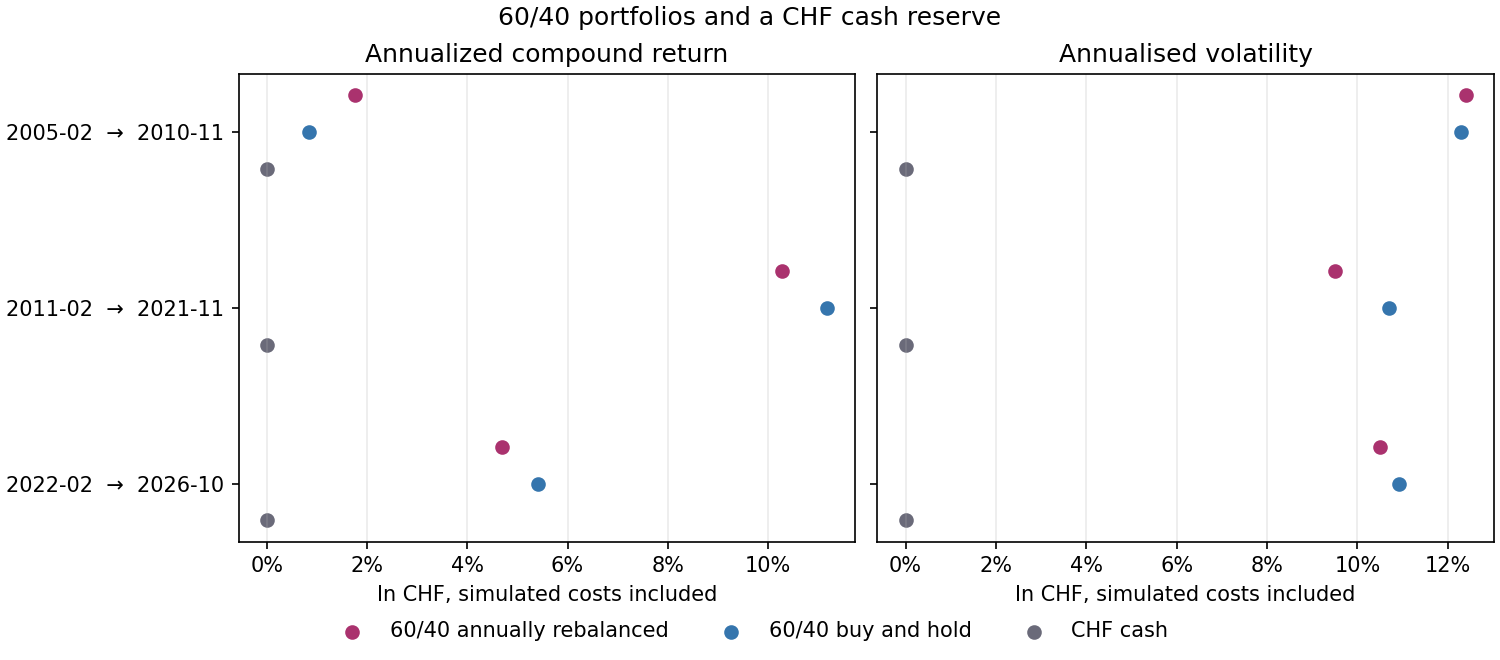 60/40 portfolios and a CHF cash reserve
Annualized compound return
Annualised volatility
2005-02 → 2010-11
2011-02 → 2021-11
2022-02 → 2026-10
0% 2% 4% 6% 8% 10%
0% 2% 4% 6% 8% 10% 12%
In CHF, simulated costs included
In CHF, simulated costs included
60/40 annually rebalanced
60/40 buy and hold
CHF cash